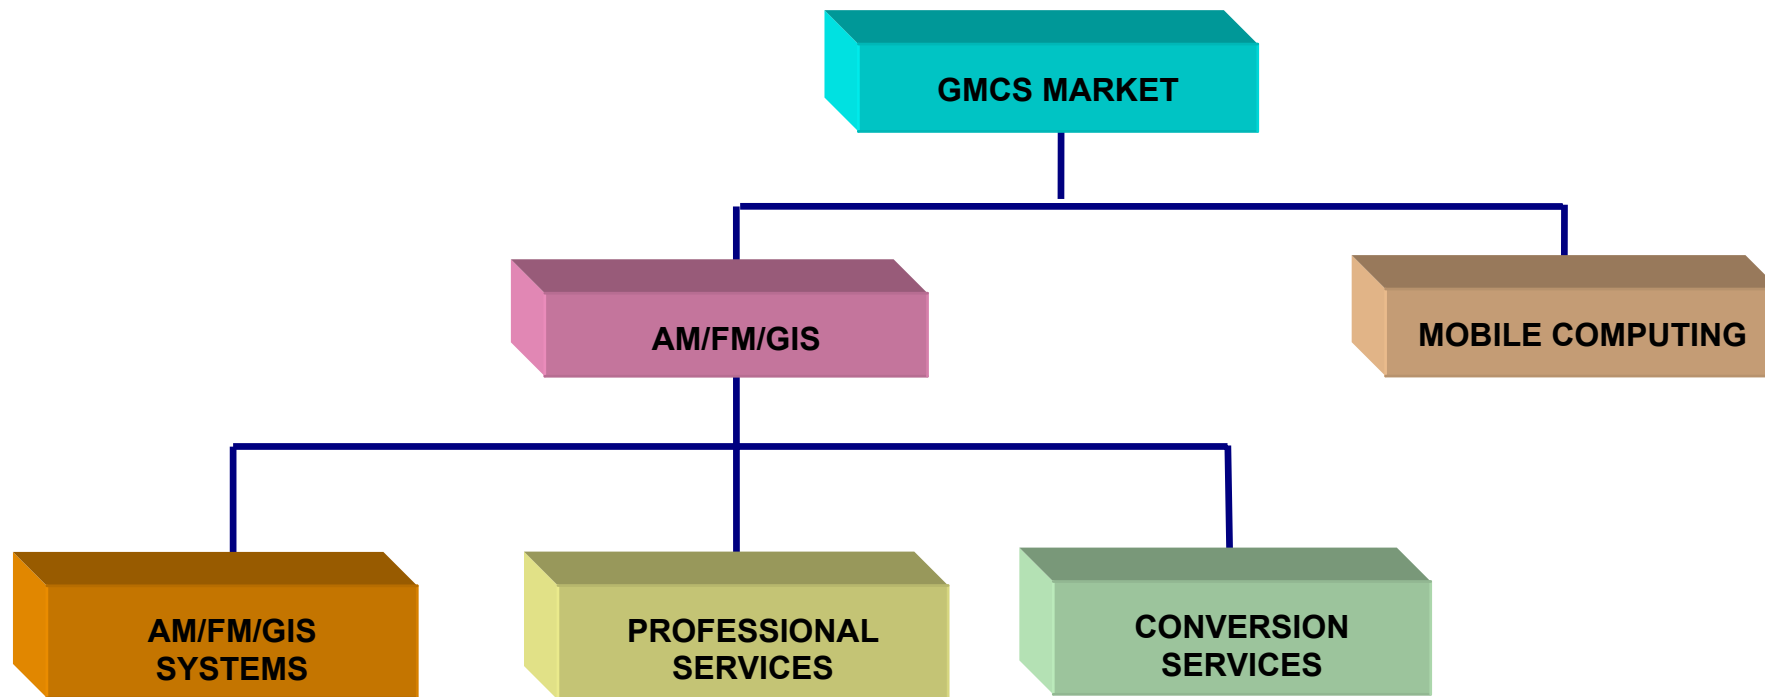 GMCS MARKET
AM/FM/GIS
MOBILE COMPUTING
AM/FM/GIS
SYSTEMS
PROFESSIONAL
SERVICES
CONVERSION
SERVICES